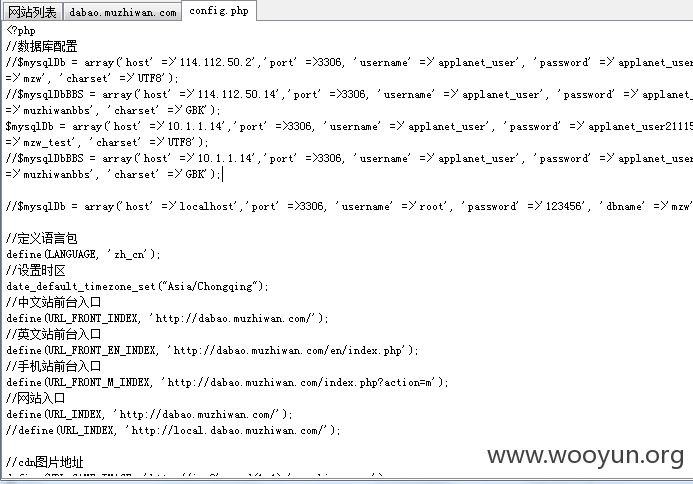 网站列表 dabao.muzhiwan.com config.php
<?php
//数据库配置
//$mysqlDb = array('host' =>'114.112.50.2','port' =>3306, 'username' =>'applanet_user', 'password' =>'applanet_user
=>'mzw', 'charset' =>'UTF8');
//$mysqlDbBBS = array('host' =>'114.112.50.14','port' =>3306, 'username' =>'applanet_user', 'password' =>'applanet_
=>'muzhiwanbbs', 'charset' =>'GBK');
$mysqlDb = array('host' =>'10.1.1.14','port' =>3306, 'username' =>'applanet_user', 'password' =>'applanet_user21115
=>'mzw_test', 'charset' =>'UTF8');
//$mysqlDbBBS = array('host' =>'10.1.1.14','port' =>3306, 'username' =>'applanet_user', 'password' =>'applanet_user
=>'muzhiwanbbs', 'charset' =>'GBK');
//$mysqlDb = array('host' =>'localhost','port' =>3306, 'username' =>'root', 'password' =>'123456', 'dbname' =>'mzw'
//定义语言包
define(LANGUAGE, 'zh_cn');
//设置时区
date_default_timezone_set("Asia/Chongqing");
//中文站前台入口
define(URL_FRONT_INDEX, 'http://dabao.muzhiwan.com/');
//英文站前台入口
define(URL_FRONT_EN_INDEX, 'http://dabao.muzhiwan.com/en/index.php');
//手机站前台入口
define(URL_FRONT_M_INDEX, 'http://dabao.muzhiwan.com/index.php?action=m');
//网站入口
define(URL_INDEX, 'http://dabao.muzhiwan.com/');
//define(URL_INDEX, 'http://local.dabao.muzhiwan.com/');
//cdn图片地址
www.wooyun.org